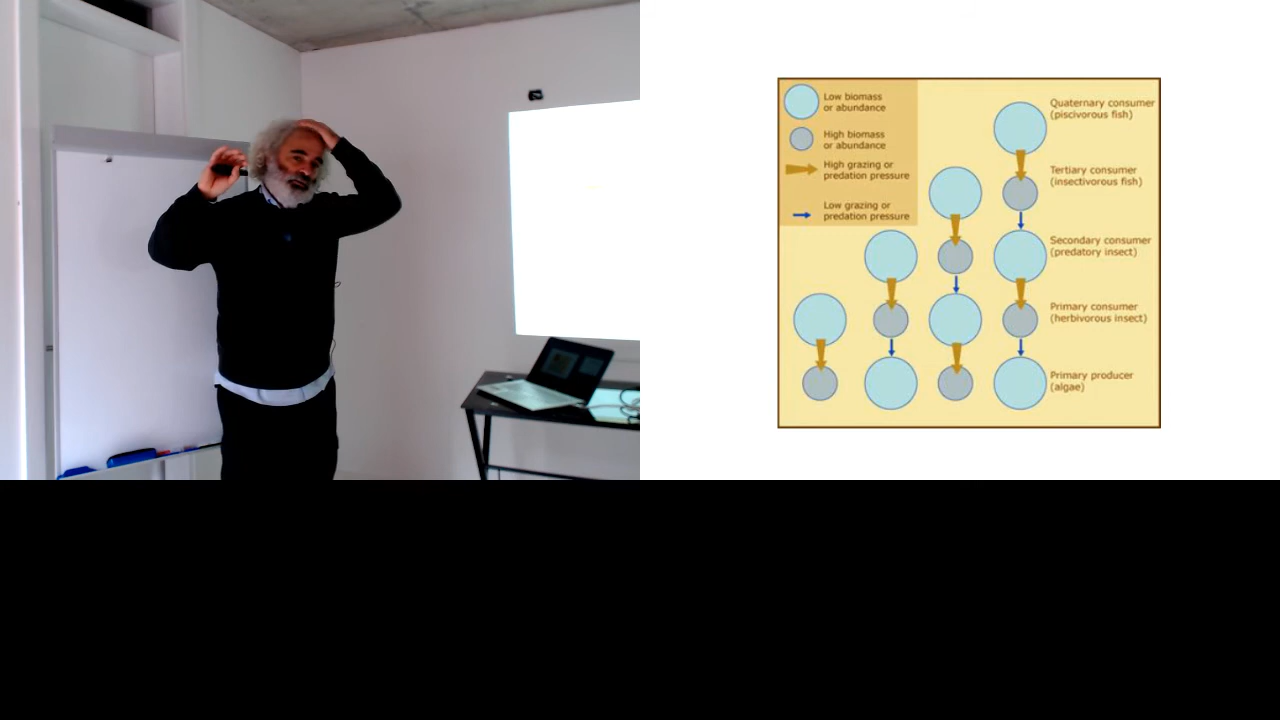 Low biomass
or abundance
High biomass
or abundance
High grazing or
predation pressure
Low grazing or
predation pressure
Quaternary consumer
(piscivorous fish)
Tertiary consumer
(insectivorous fish)
Secondary consumer
(predatory insect)
Primary consumer
(herbivorous insect)
Primary producer
(algae)